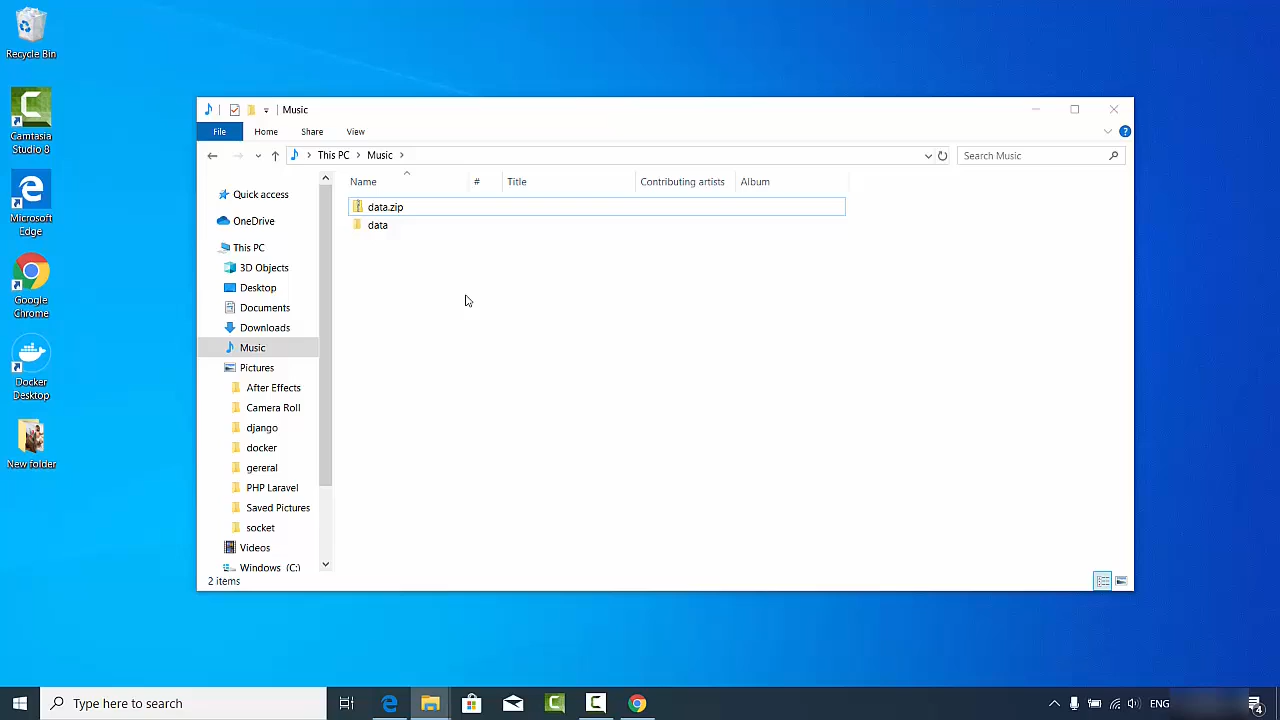 Recycle Bin
Camtasia
Studio 8
Microsoft
Edge
Google
Chrome
Docker
Desktop
New folder
Music
File
Home
Share
View
This PC
Music
Search Music
Name
#
Title
Contributing artists
Album
data.zip
data
Quick access
OneDrive
This PC
3D Objects
Desktop
Documents
Downloads
Music
Pictures
After Effects
Camera Roll
django
docker
gereral
PHP Laravel
Saved Pictures
socket
Videos
Windows (C:)
2 items
Type here to search
ENG
4